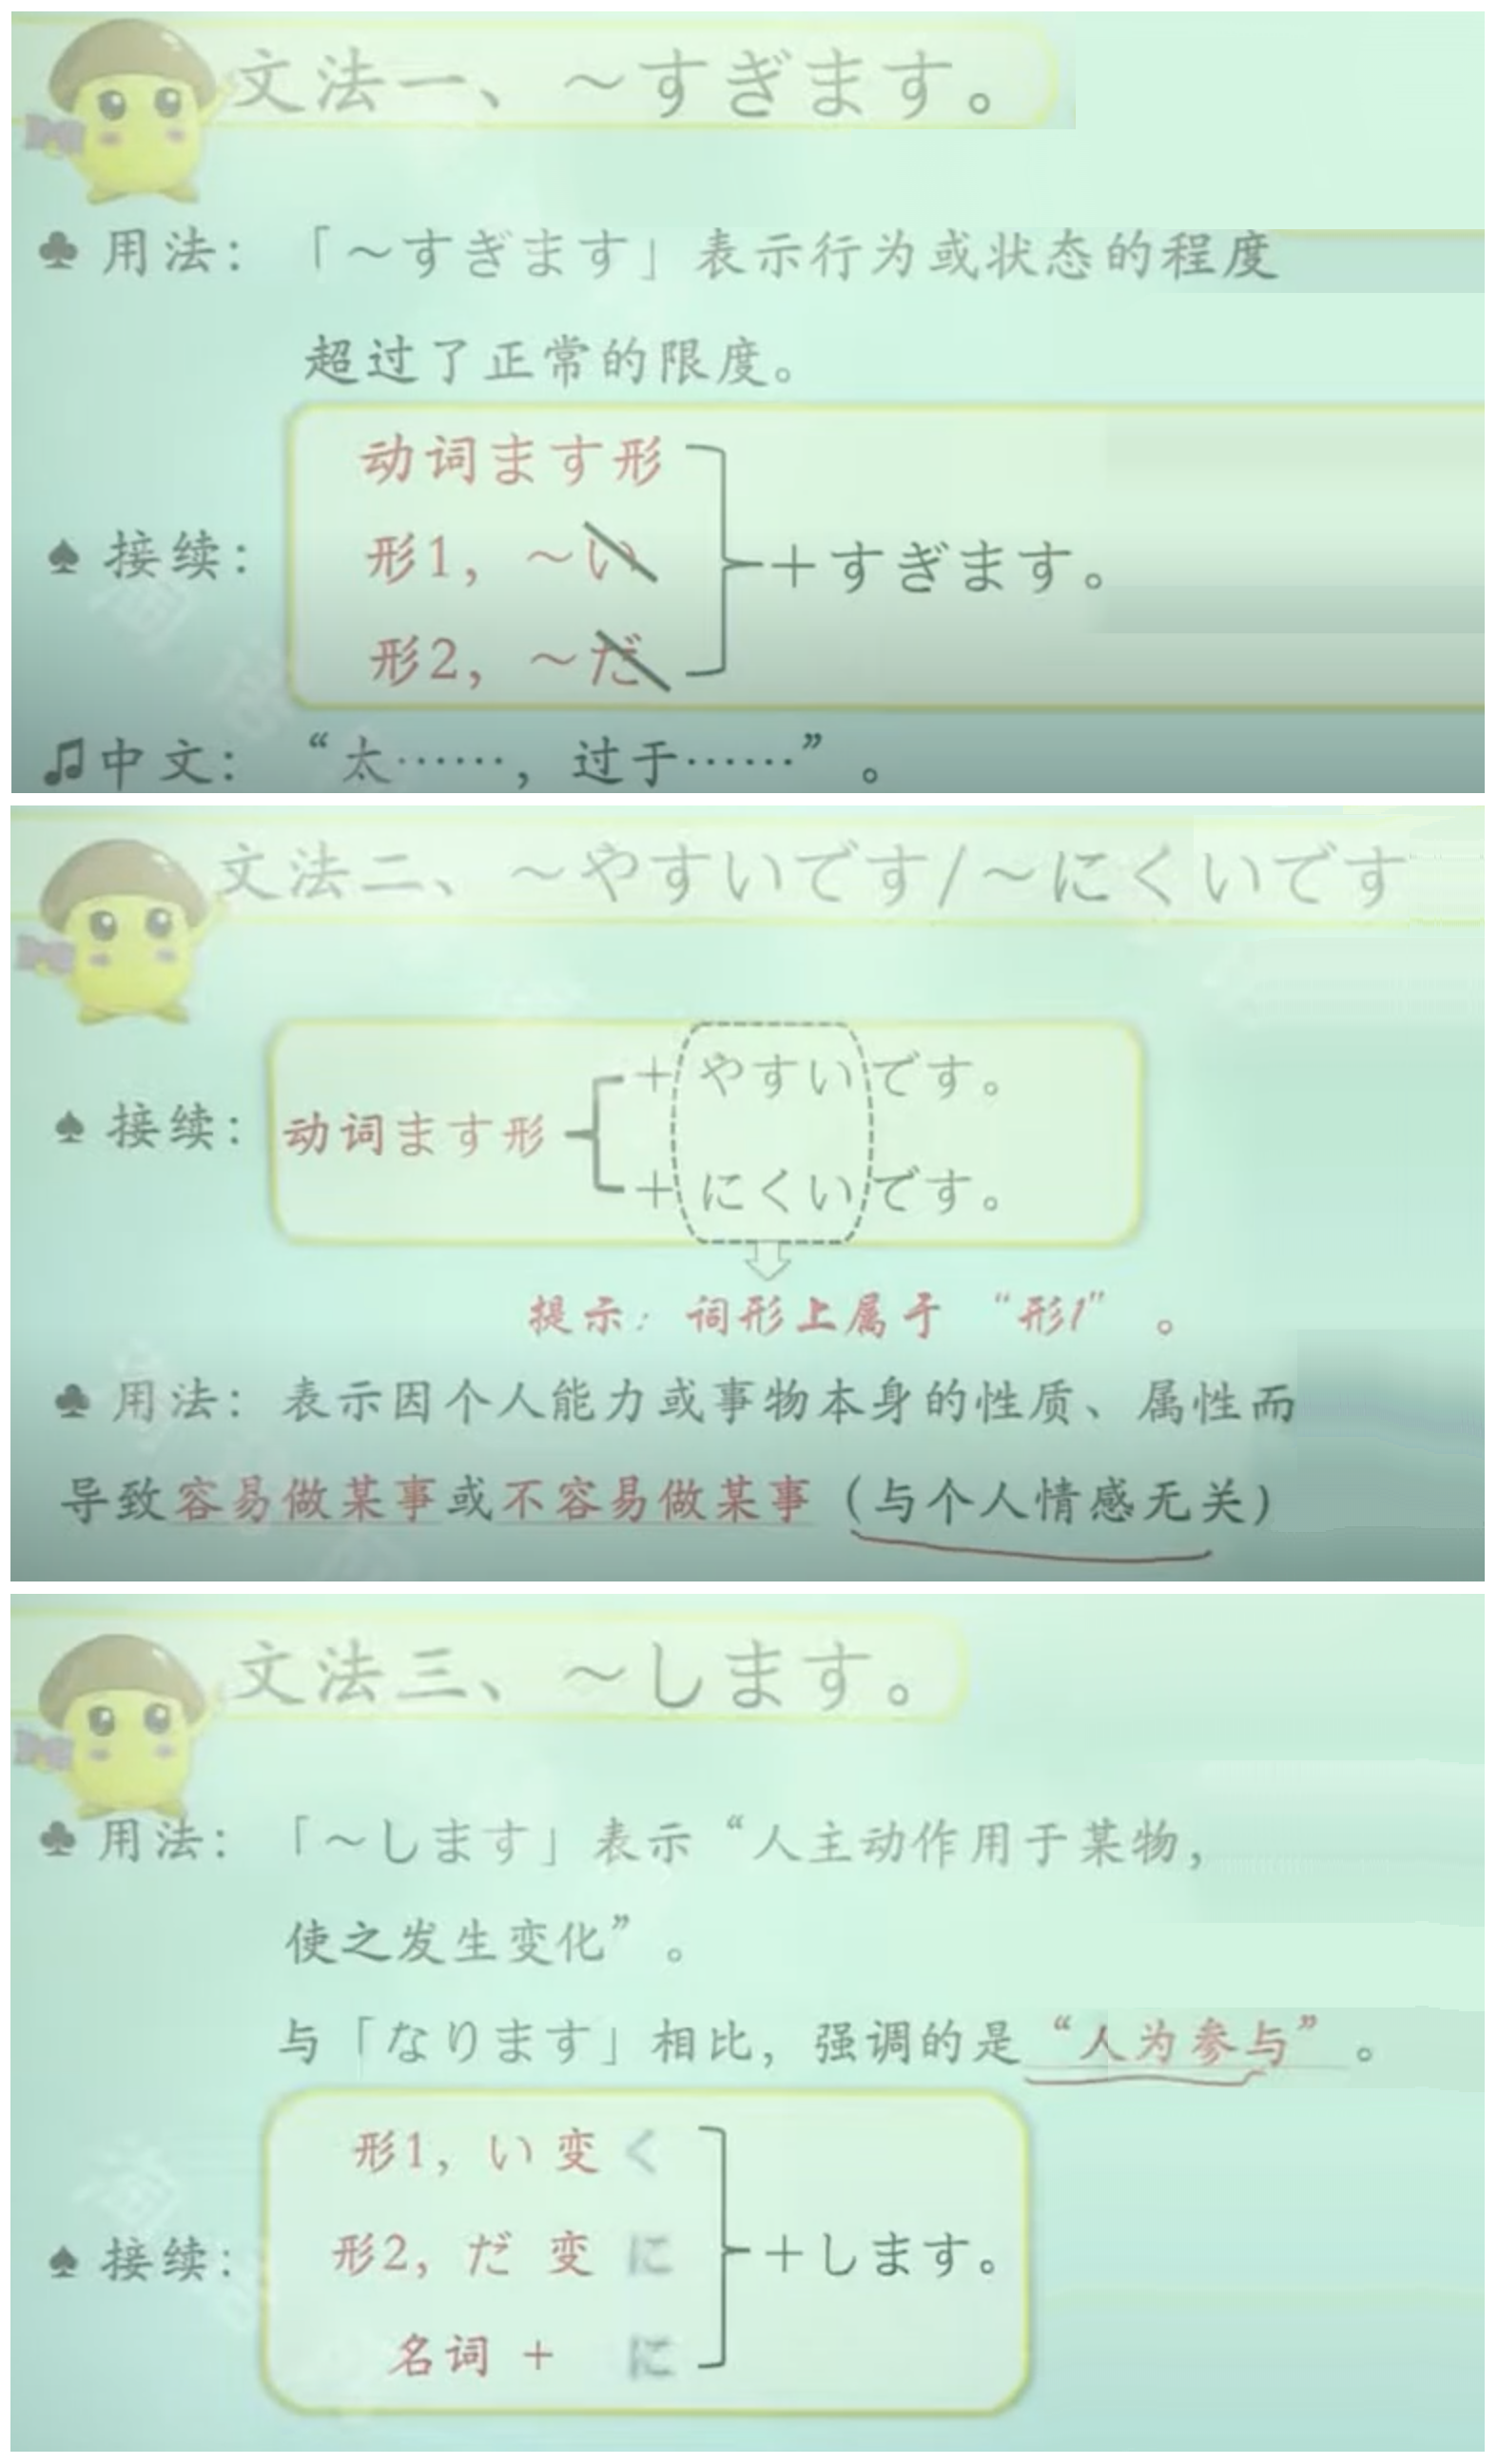 文法一、～すぎます。
♣ 用法：「～すぎます」表示行为或状态的程度
超过了正常的限度。
动词ます形
♠ 接续：形1，～い +すぎます。
形2，～だ
♫中文：“太……，过于……”。
文法二、～やすいです/～にくいです
+ やすいです。
♠ 接续：动词ます形
+ にくいです。
提示：词形上属于“形1”。
♣ 用法：表示因个人能力或事物本身的性质、属性而
导致容易做某事或不容易做某事（与个人情感无关）
文法三、～します。
♣ 用法：「～します」表示“人主动作用于某物，
使之发生变化”。
与「なります」相比，强调的是“人为参与”。
形1，い 变 く
♠ 接续：形2，だ 变 に +します。
名词 + に